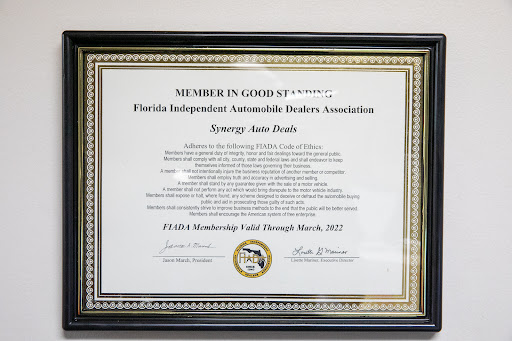 MEMBER IN GOOD STANDING
Florida Independent Automobile Dealers Association
Synergy Auto Deals
Adheres to the following FIADA Code of Ethics:
Members have a general duty of integrity, honor and fair dealings toward the general public.
Members shall comply with all city, county, state and federal laws and shall endeavor to keep
themselves informed of those laws governing their business.
A member shall not intentionally injure the business reputation of another member or competitor.
Members shall employ truth and accuracy in advertising and selling.
A member shall stand by any guarantee given with the sale of a motor vehicle.
A member shall not perform any act which would bring disrepute to the motor vehicle industry.
Members shall expose or halt, where found, any scheme designed to deceive or defraud the automobile buying
public and aid in prosecuting those guilty of such acts.
Members shall consistently strive to improve business methods to the end that the public will be better served.
Members shall encourage the American system of free enterprise.
FIADA Membership Valid Through March, 2022
Jason March, President
FIADA
Lisette Mariner, Executive Director